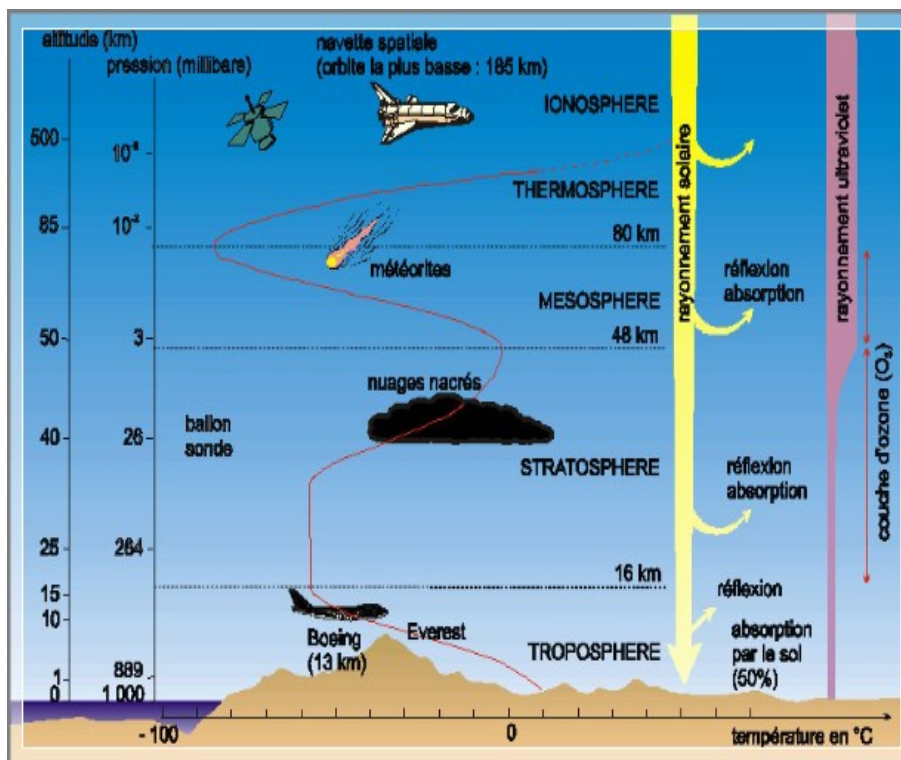 altitude (km)
pression (millibars)
navette spatiale
(orbite la plus basse : 185 km)
IONOSPHERE
500
THERMOSPHERE
85
10⁻²
80 km
météorites
MESOSPHERE
réflexion
absorption
50
3
48 km
nuages nacrés
40
26
ballon
sonde
STRATOSPHERE
réflexion
absorption
25
264
16 km
15
10
réflexion
Boeing
(13 km)
Everest
TROPOSPHERE
absorption
par le sol
(50%)
1
0
889
1 000
- 100
0
température en °C
rayonnement solaire
rayonnement ultraviolet
couche d'ozone (O₃)